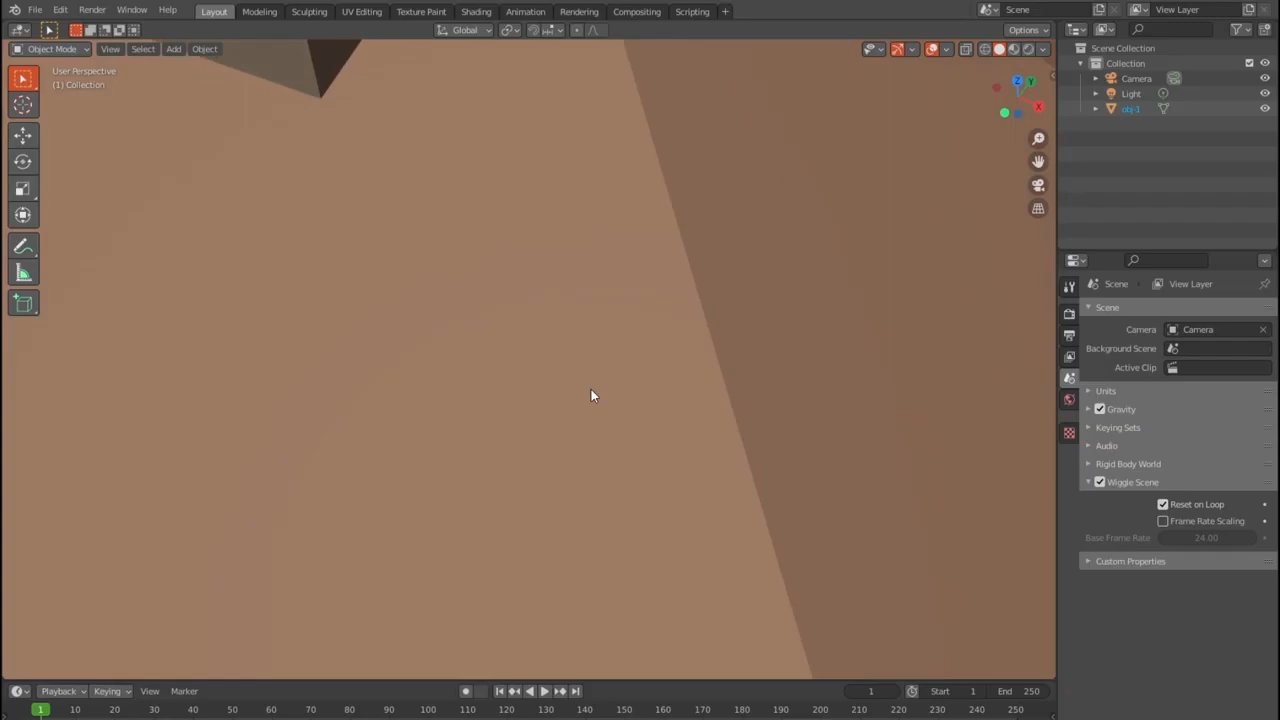 File Edit Render Window Help Layout Modeling Sculpting UV Editing Texture Paint Shading Animation Rendering Compositing Scripting + Scene View Layer
Global Options
Object Mode View Select Add Object
User Perspective
(1) Collection
Z Y X
Scene Collection
Collection
Camera
Light
obj-1
Scene View Layer
Scene
Camera Camera
Background Scene
Active Clip
Units
Gravity
Keying Sets
Audio
Rigid Body World
Wiggle Scene
Reset on Loop
Frame Rate Scaling
Base Frame Rate 24.00
Custom Properties
Playback Keying View Marker 1 Start 1 End 250
1 10 20 30 40 50 60 70 80 90 100 110 120 130 140 150 160 170 180 190 200 210 220 230 240 250